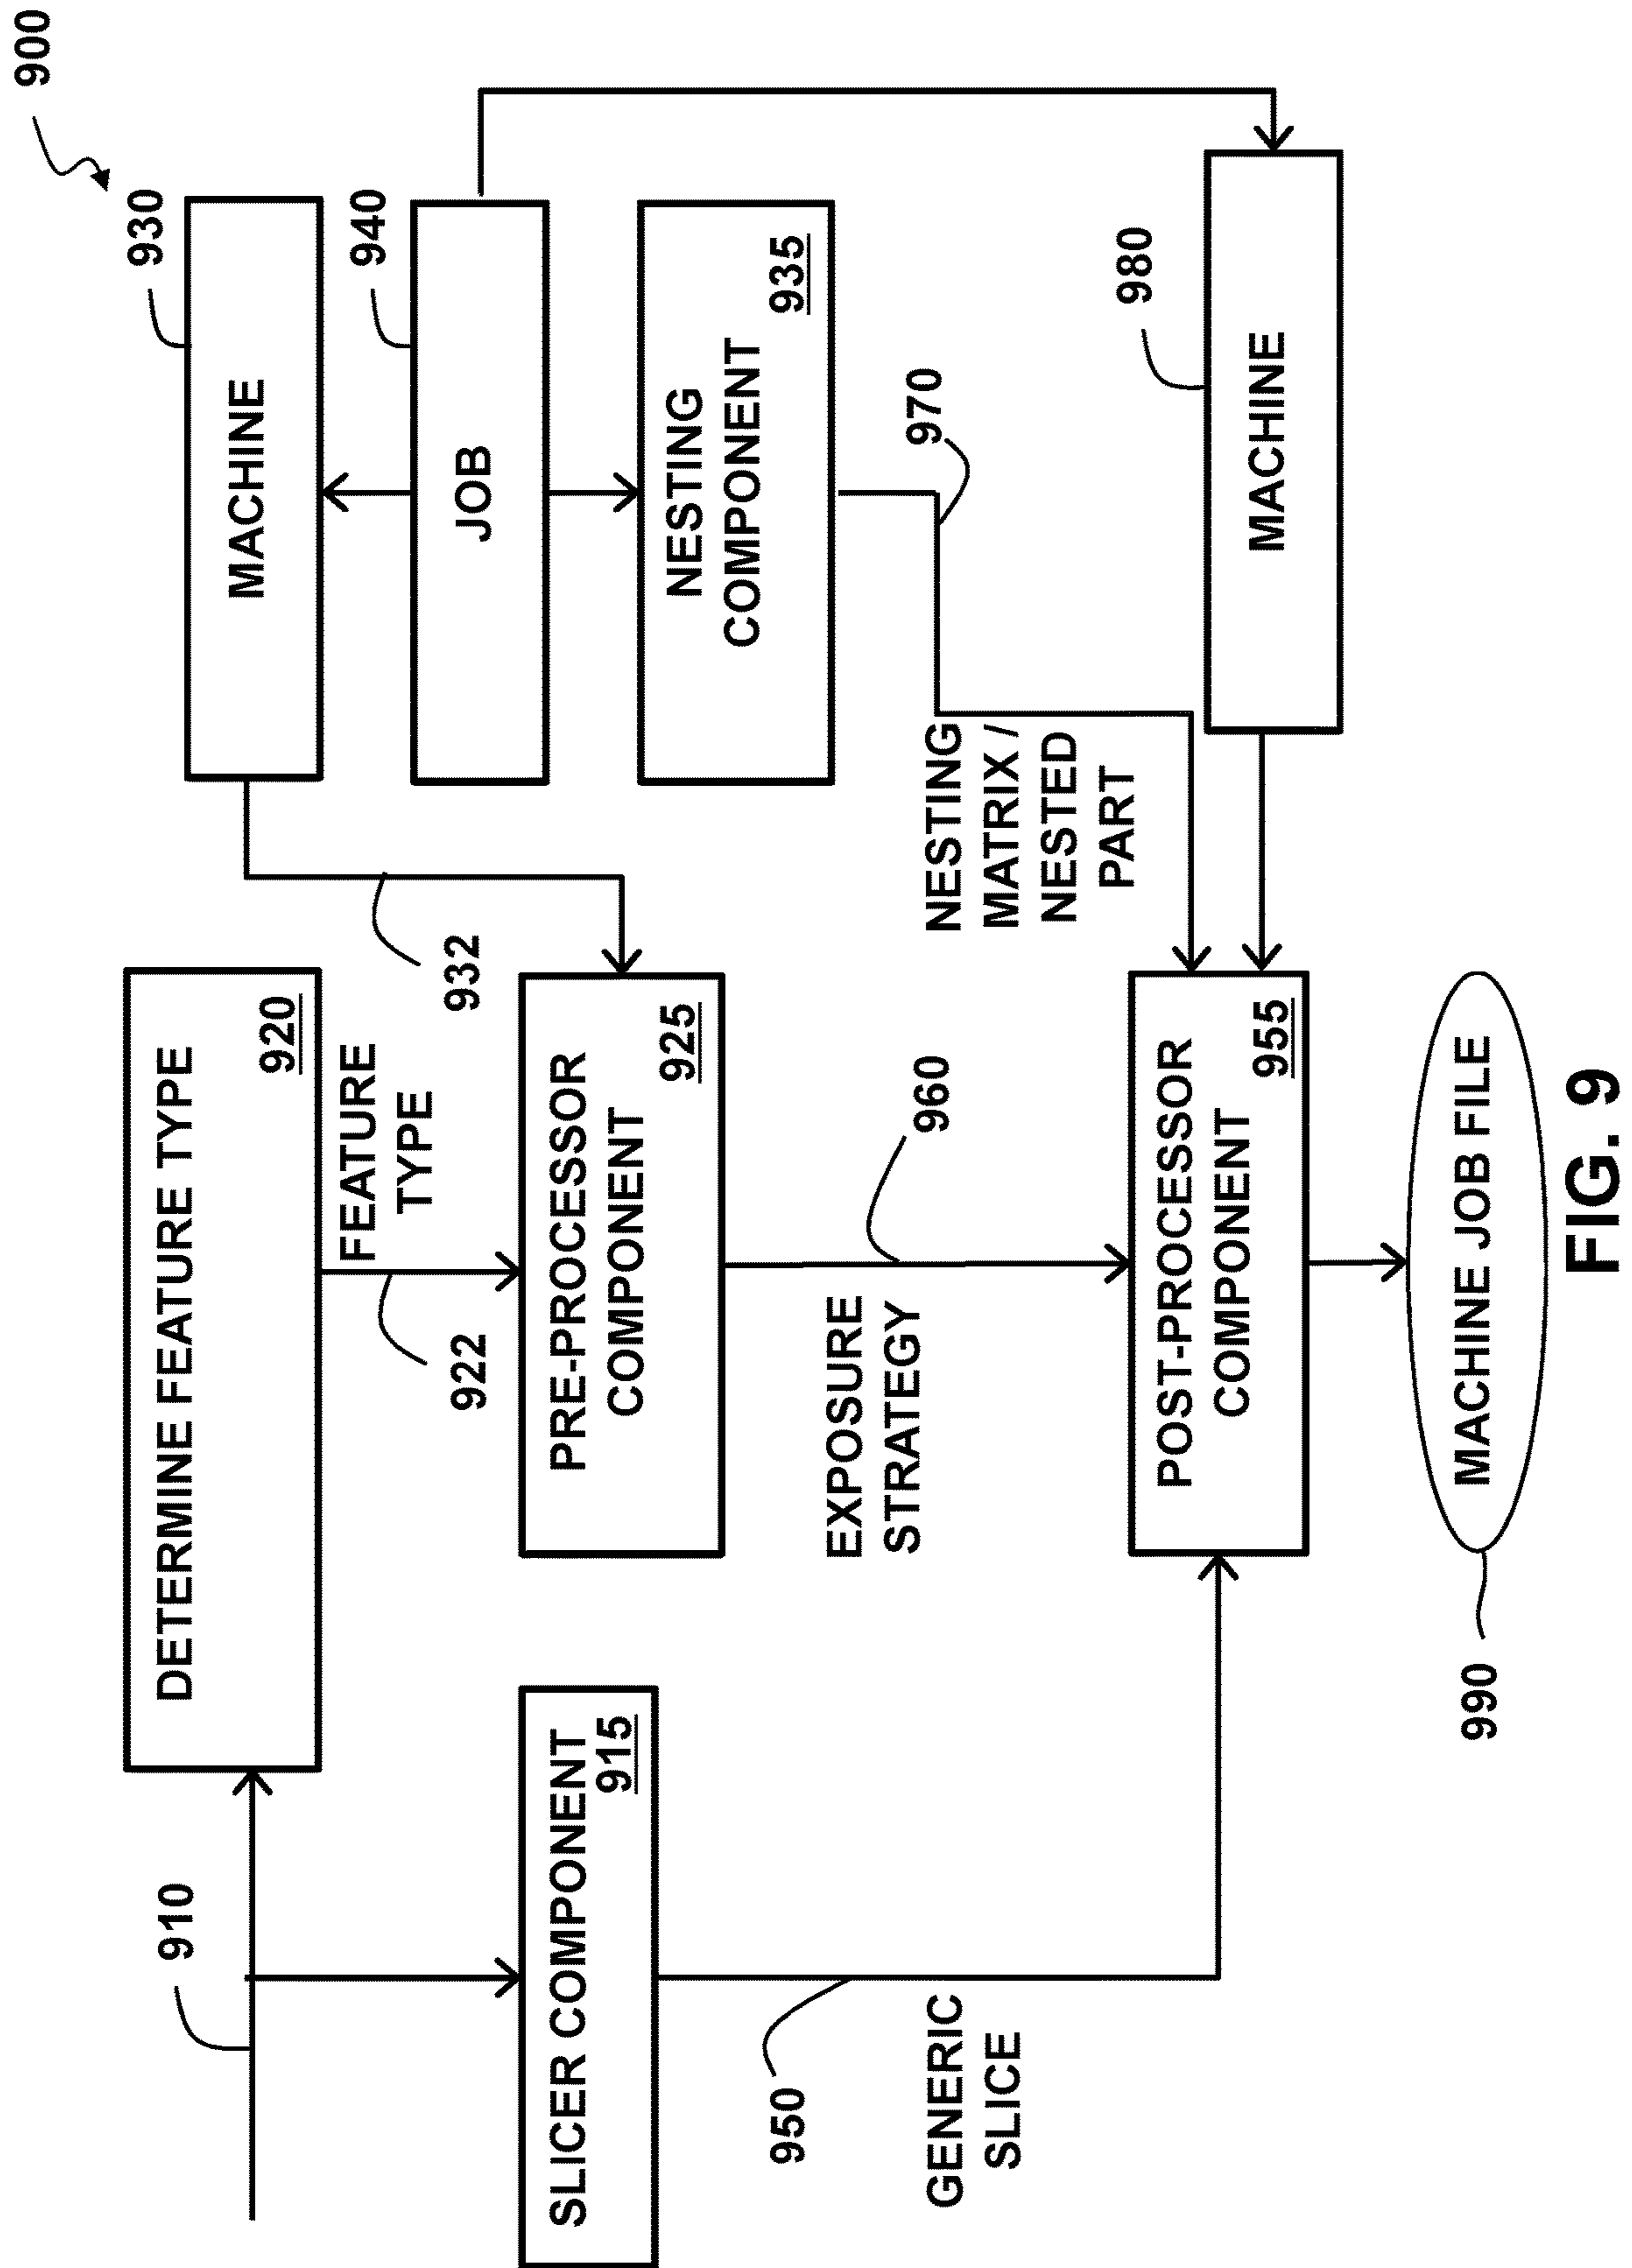 900
910
DETERMINE FEATURE TYPE
920
MACHINE
930
FEATURE
TYPE
922
932
JOB
940
SLICER COMPONENT
915
PRE-PROCESSOR
COMPONENT
925
NESTING
COMPONENT
935
950
GENERIC
SLICE
EXPOSURE
STRATEGY
960
970
NESTING
MATRIX /
NESTED
PART
980
MACHINE
POST-PROCESSOR
COMPONENT
955
990
MACHINE JOB FILE
FIG. 9